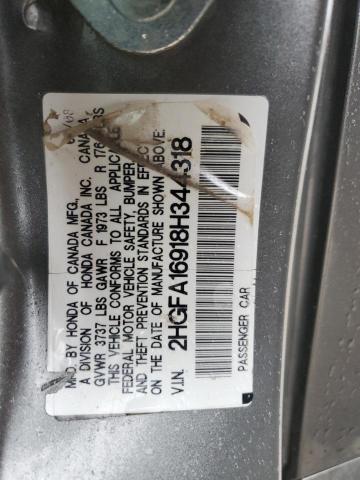 MFD. BY HONDA OF CANADA MFG.,
A DIVISION OF HONDA CANADA INC. CANADA
GVWR 3737 LBS GAWR F 1973 LBS R
THIS VEHICLE CONFORMS TO ALL APPLICABLE
FEDERAL MOTOR VEHICLE SAFETY, BUMPER,
AND THEFT PREVENTION STANDARDS IN EFFECT
ON THE DATE OF MANUFACTURE SHOWN ABOVE.
V.I.N. 2HGFA16918H344318
PASSENGER CAR